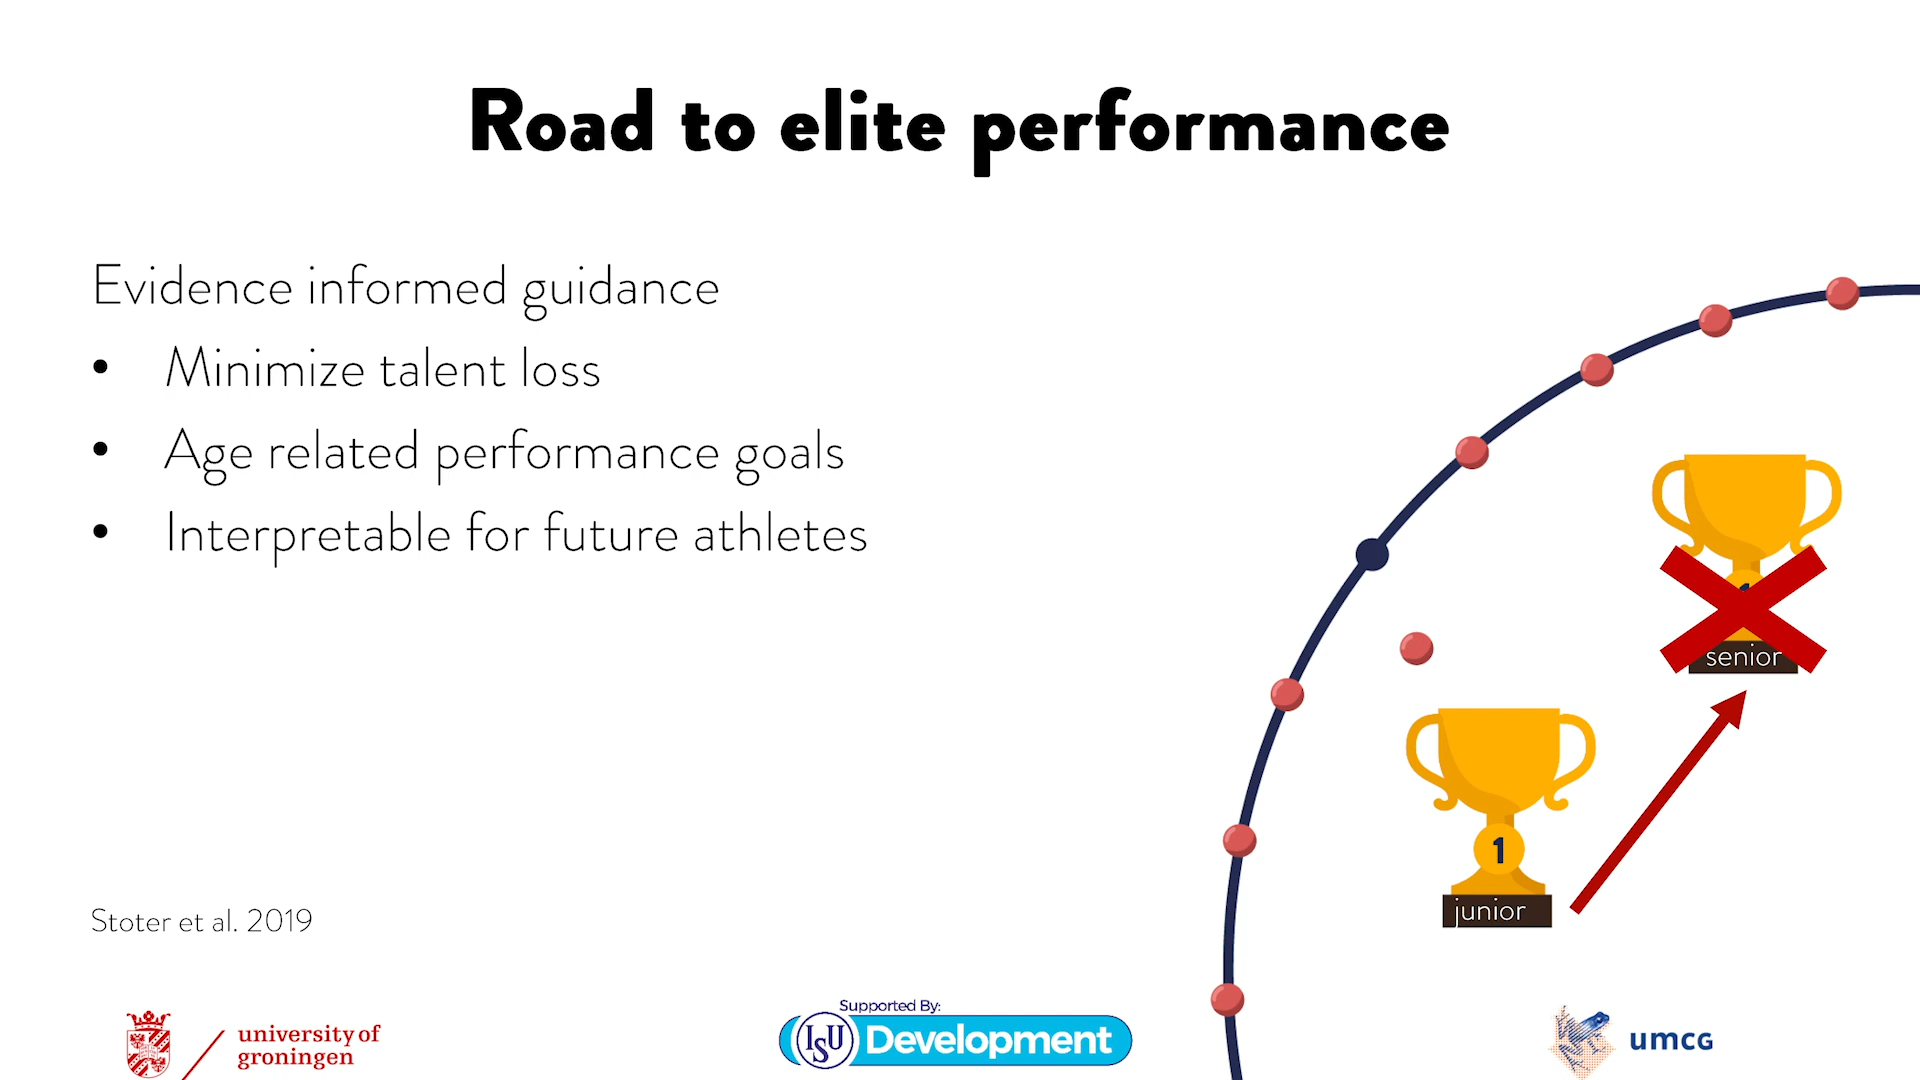 Road to elite performance
Evidence informed guidance
• Minimize talent loss
• Age related performance goals
• Interpretable for future athletes
senior
1
junior
Stoter et al. 2019
university of
groningen
Supported By:
ISU Development
umcg